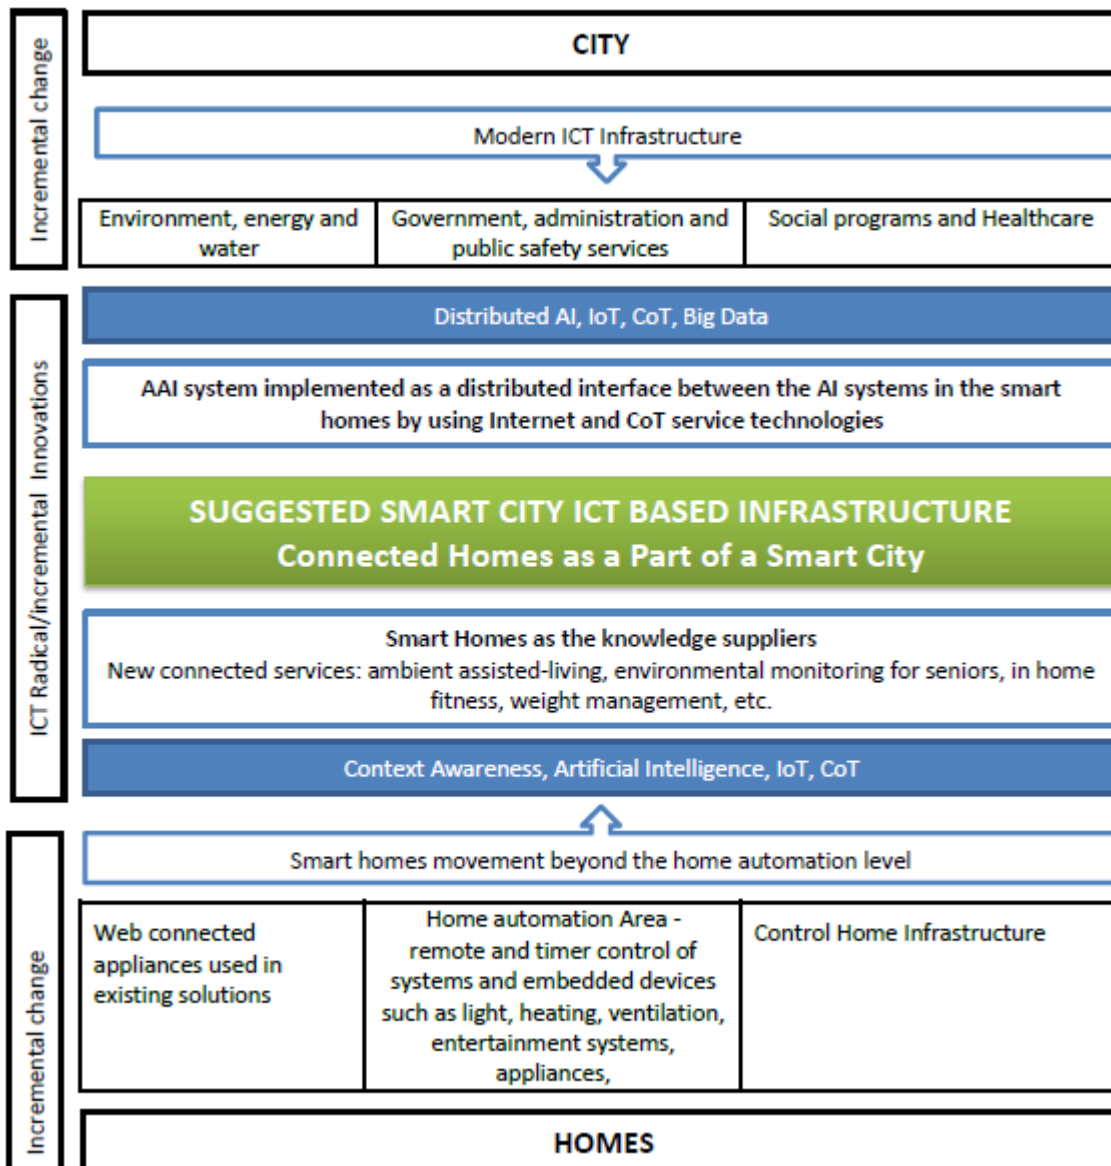 Incremental change
CITY
Modern ICT Infrastructure
Environment, energy and
water
Government, administration and
public safety services
Social programs and Healthcare
ICT Radical/incremental Innovations
Distributed AI, IoT, CoT, Big Data
AAI system implemented as a distributed interface between the AI systems in the smart
homes by using Internet and CoT service technologies
SUGGESTED SMART CITY ICT BASED INFRASTRUCTURE
Connected Homes as a Part of a Smart City
Smart Homes as the knowledge suppliers
New connected services: ambient assisted-living, environmental monitoring for seniors, in home
fitness, weight management, etc.
Context Awareness, Artificial Intelligence, IoT, CoT
Incremental change
Smart homes movement beyond the home automation level
Web connected
appliances used in
existing solutions
Home automation Area -
remote and timer control of
systems and embedded devices
such as light, heating, ventilation,
entertainment systems,
appliances,
Control Home Infrastructure
HOMES